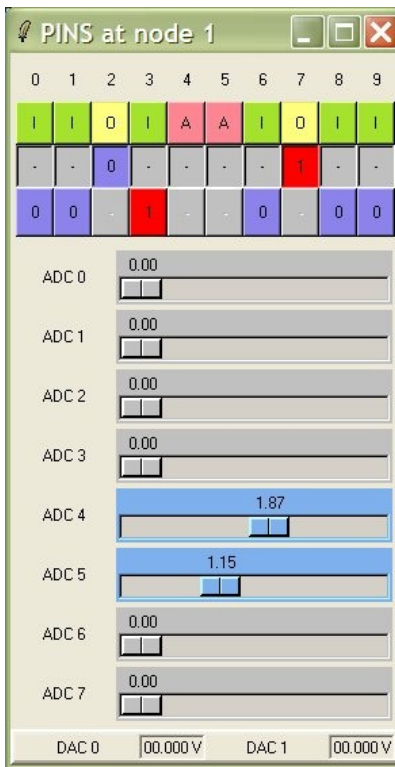 PINS at node 1
0 1 2 3 4 5 6 7 8 9
I I O I A A I O I I
- - 0 - - - - 1 - -
0 0 - 1 - - 0 - 0 0
0.00
ADC 0
0.00
ADC 1
0.00
ADC 2
0.00
ADC 3
1.87
ADC 4
1.15
ADC 5
0.00
ADC 6
0.00
ADC 7
DAC 0 00.000 V DAC 1 00.000 V